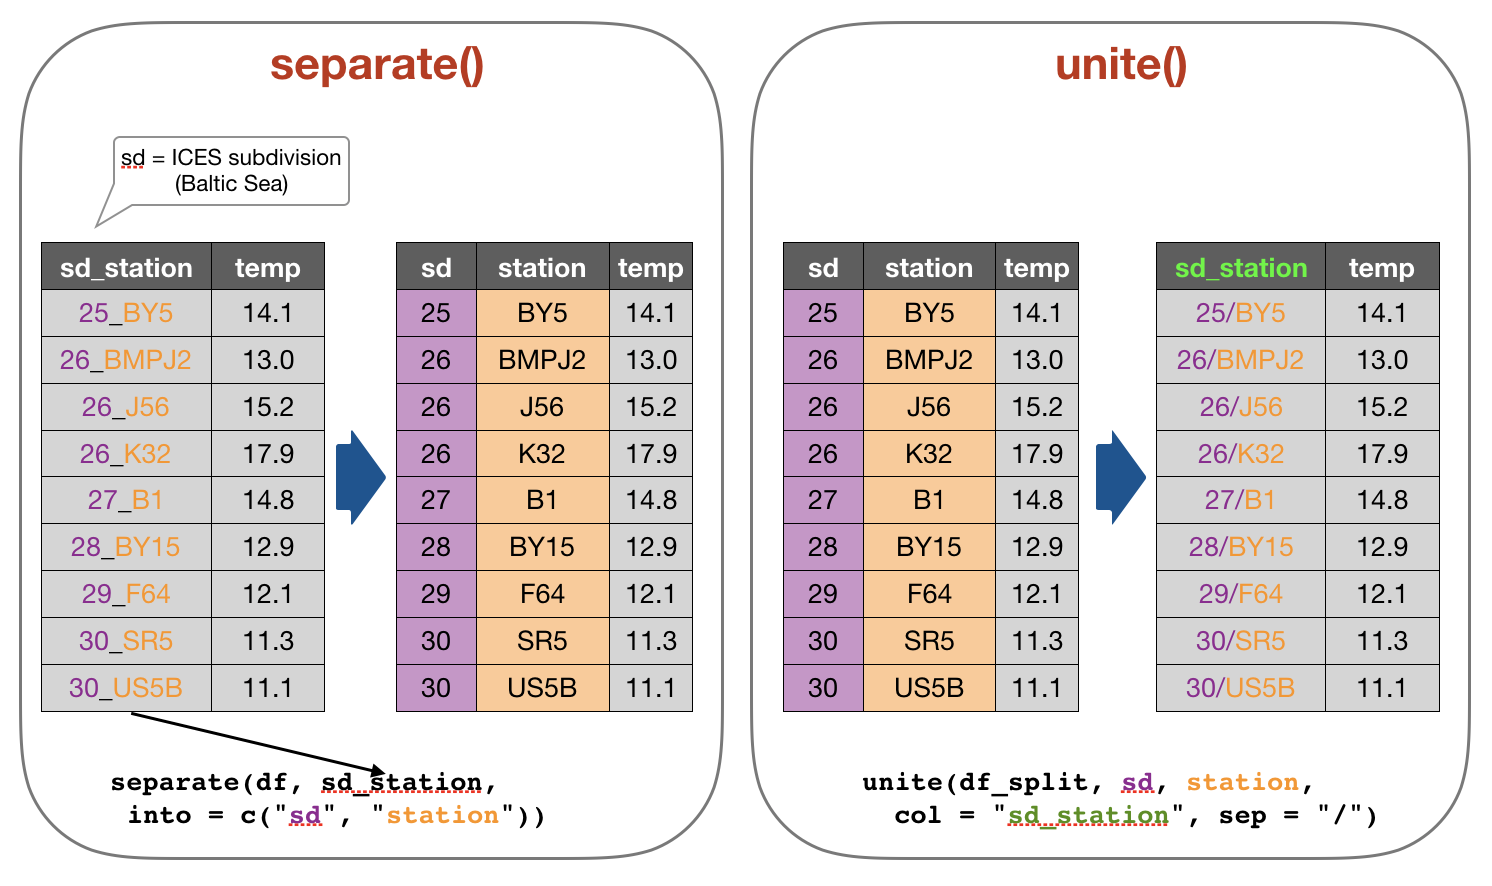 separate()
sd = ICES subdivision
(Baltic Sea)
sd_station temp
25_BY5 14.1
26_BMPJ2 13.0
26_J56 15.2
26_K32 17.9
27_B1 14.8
28_BY15 12.9
29_F64 12.1
30_SR5 11.3
30_US5B 11.1
sd station temp
25 BY5 14.1
26 BMPJ2 13.0
26 J56 15.2
26 K32 17.9
27 B1 14.8
28 BY15 12.9
29 F64 12.1
30 SR5 11.3
30 US5B 11.1
separate(df, sd_station,
into = c("sd", "station"))
unite()
sd station temp
25 BY5 14.1
26 BMPJ2 13.0
26 J56 15.2
26 K32 17.9
27 B1 14.8
28 BY15 12.9
29 F64 12.1
30 SR5 11.3
30 US5B 11.1
sd_station temp
25/BY5 14.1
26/BMPJ2 13.0
26/J56 15.2
26/K32 17.9
27/B1 14.8
28/BY15 12.9
29/F64 12.1
30/SR5 11.3
30/US5B 11.1
unite(df_split, sd, station,
col = "sd_station", sep = "/")